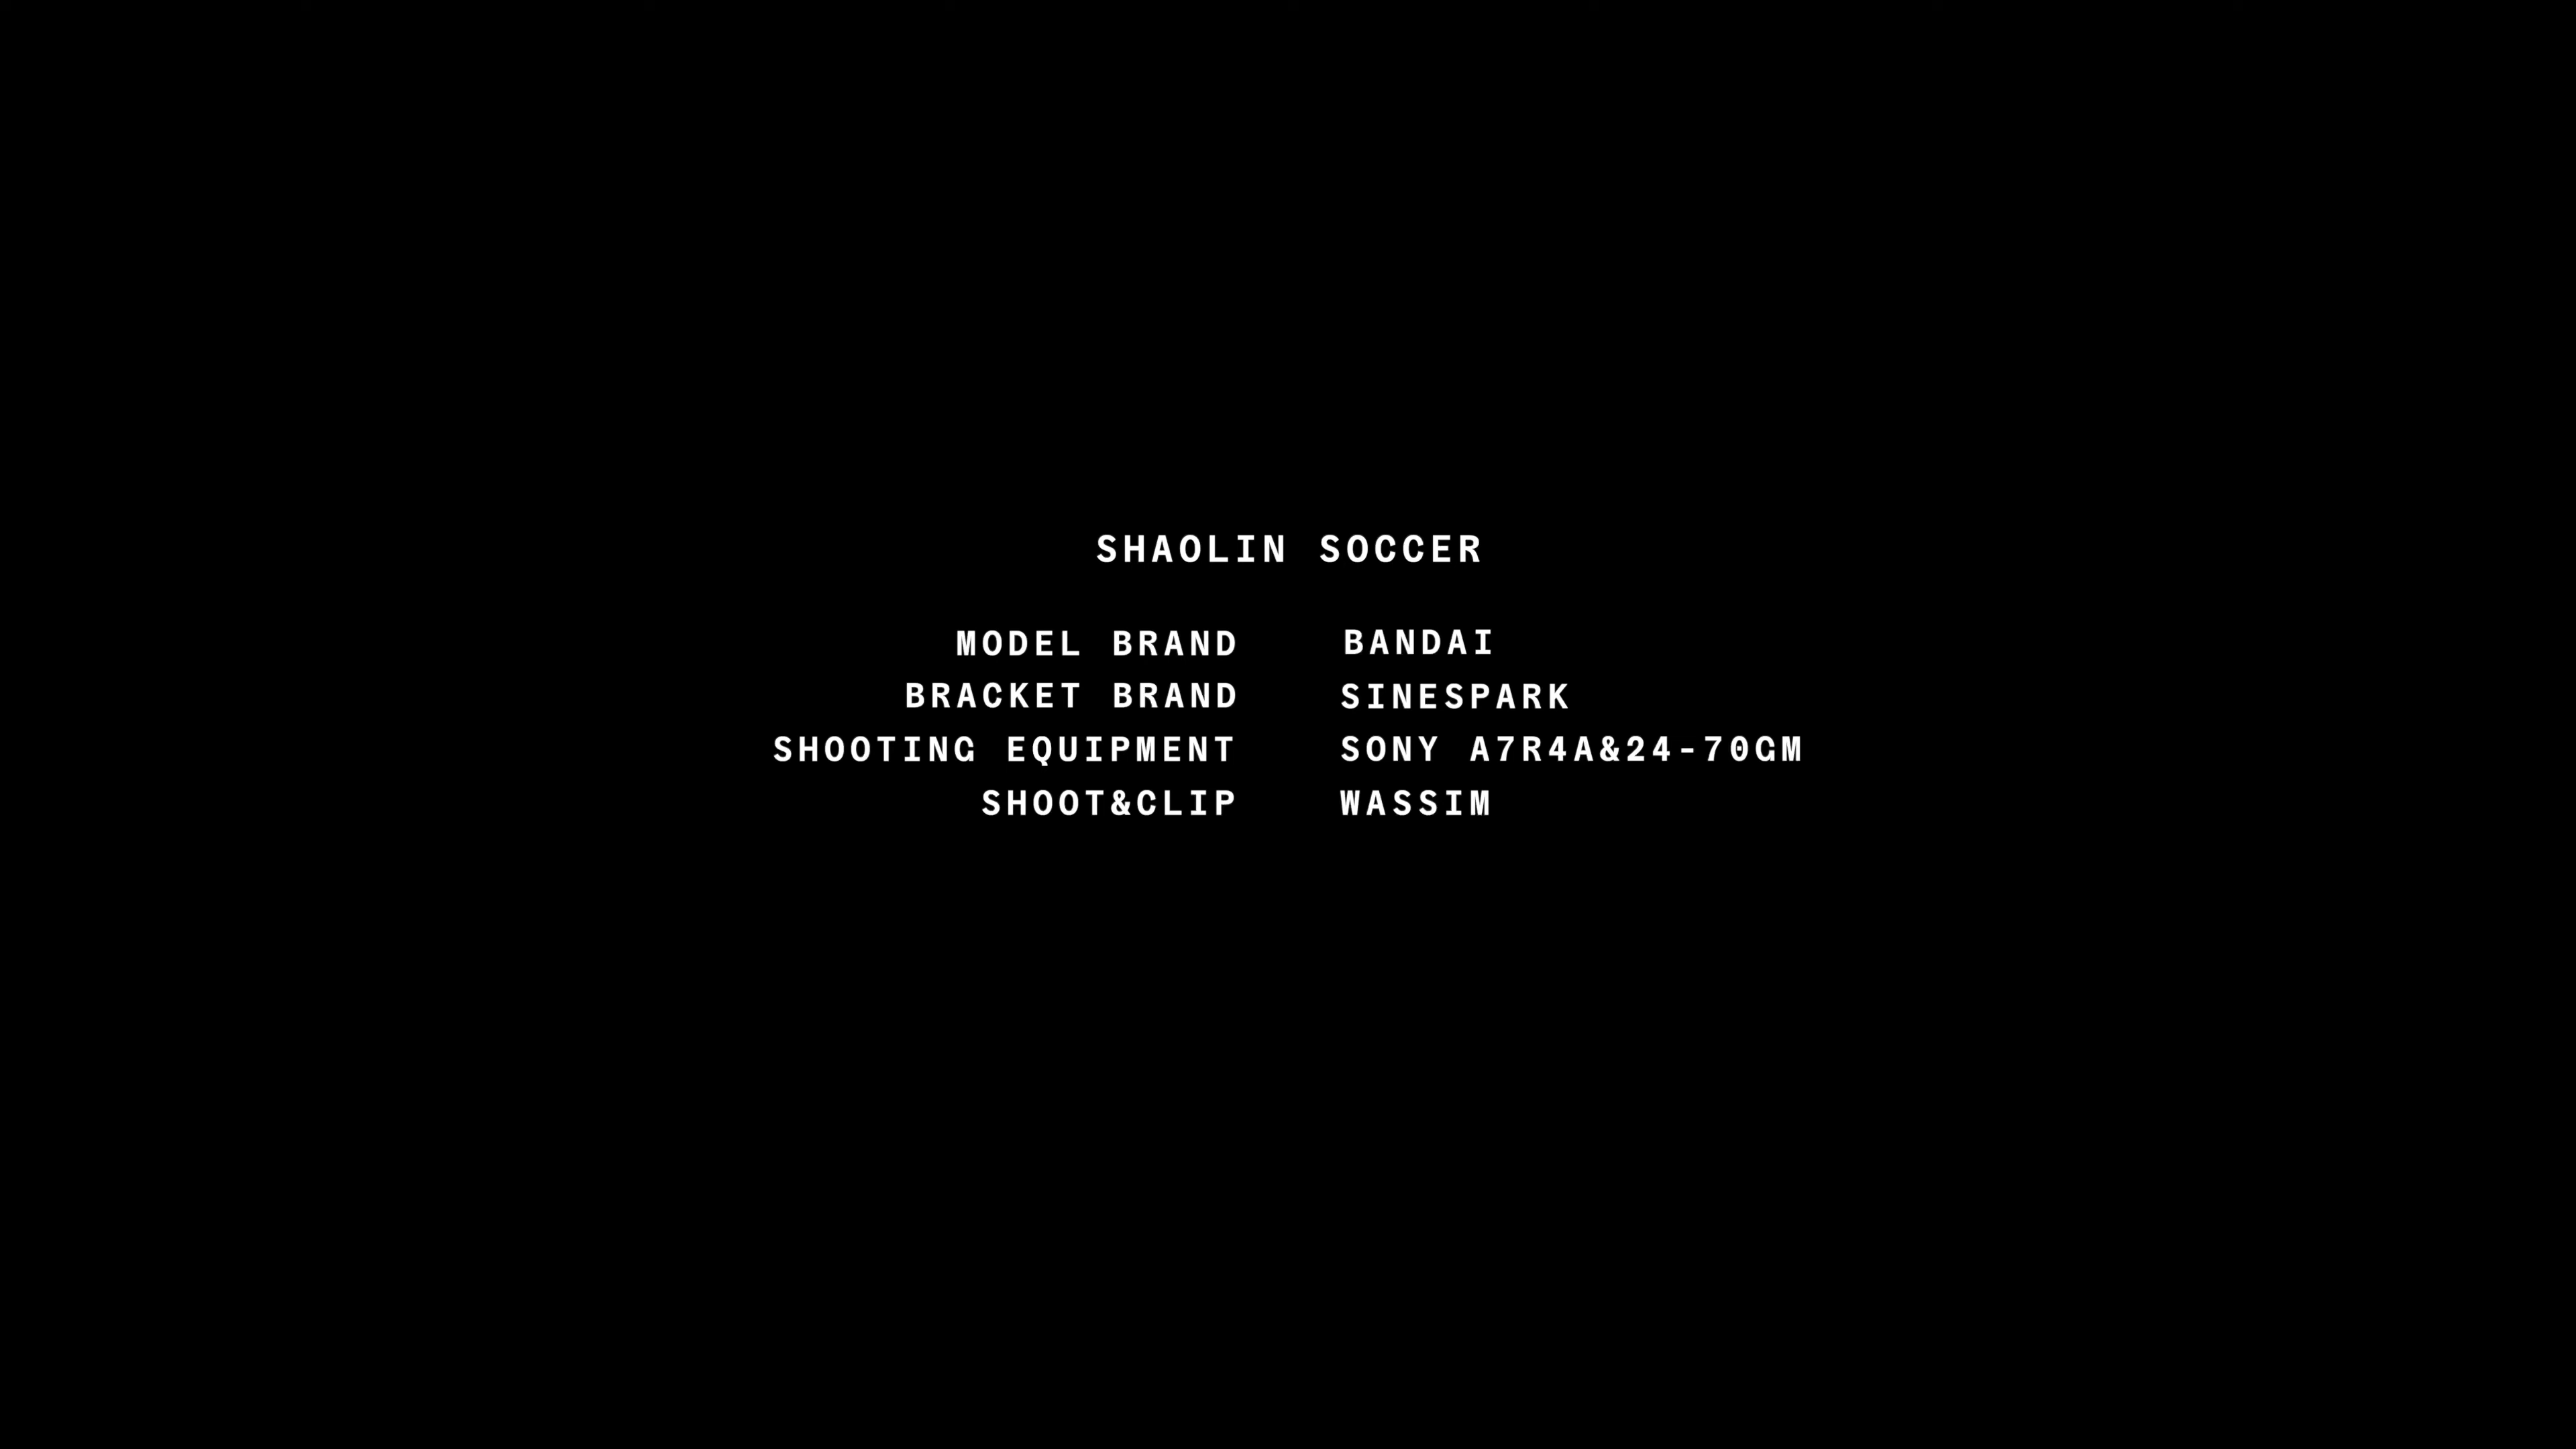 SHAOLIN SOCCER
MODEL BRAND BANDAI
BRACKET BRAND SINESPARK
SHOOTING EQUIPMENT SONY A7R4A&24-70GM
SHOOT&CLIP WASSIM